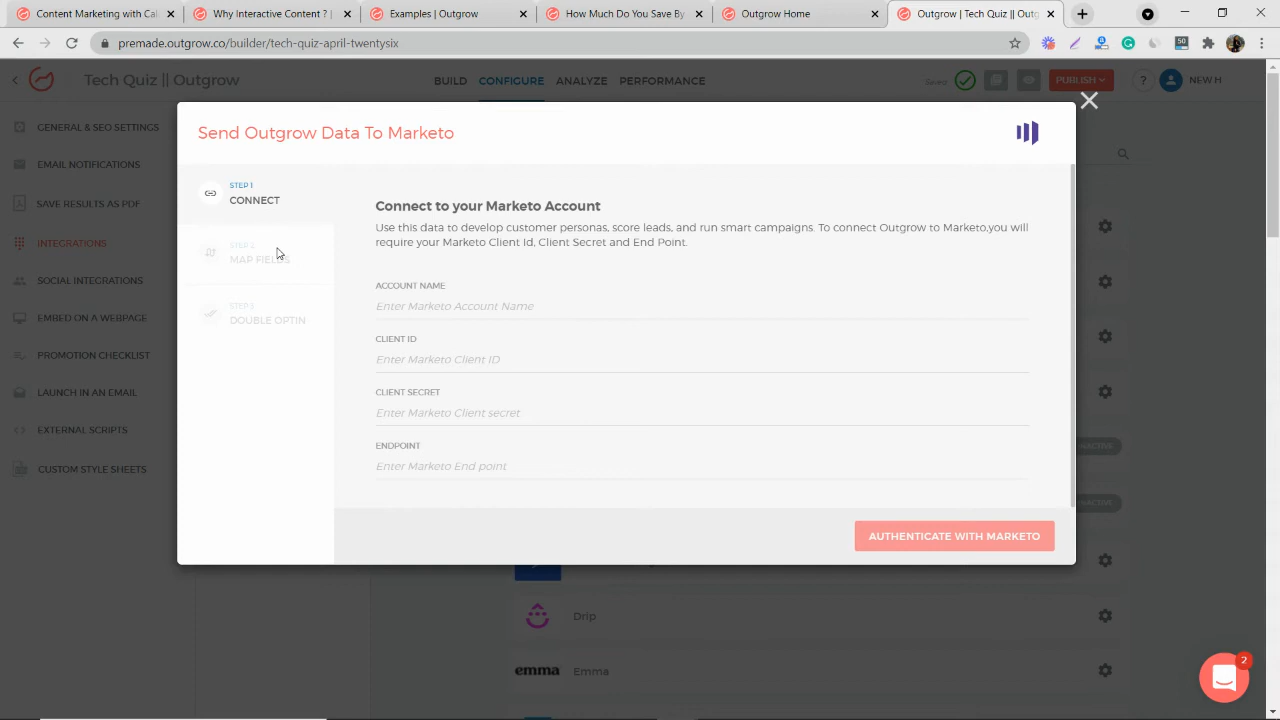 Marketing with Cal
Why Interactive Content? |
Examples | Outgrow
How Much Do You Save By
Outgrow Home
Outgrow || Tech Quiz ||
premade.outgrow.co/builder/tech-quiz-april-twentysix
Tech Quiz || Outgrow
BUILD
CONFIGURE
ANALYZE
PERFORMANCE
Saved
PUBLISH
?
NEW H
GENERAL & SEO SETTINGS
EMAIL NOTIFICATIONS
SAVE RESULTS AS PDF
INTEGRATIONS
SOCIAL INTEGRATIONS
EMBED ON A WEBPAGE
PROMOTION CHECKLIST
LAUNCH IN AN EMAIL
EXTERNAL SCRIPTS
CUSTOM STYLE SHEETS
Send Outgrow Data To Marketo
STEP 1
CONNECT
STEP 2
MAP FIELDS
STEP 3
DOUBLE OPTIN
Connect to your Marketo Account
Use this data to develop customer personas, score leads, and run smart campaigns. To connect Outgrow to Marketo,you will
require your Marketo Client Id, Client Secret and End Point.
ACCOUNT NAME
Enter Marketo Account Name
CLIENT ID
Enter Marketo Client ID
CLIENT SECRET
Enter Marketo Client secret
ENDPOINT
Enter Marketo End point
AUTHENTICATE WITH MARKETO
Drip
emma
Emma
2